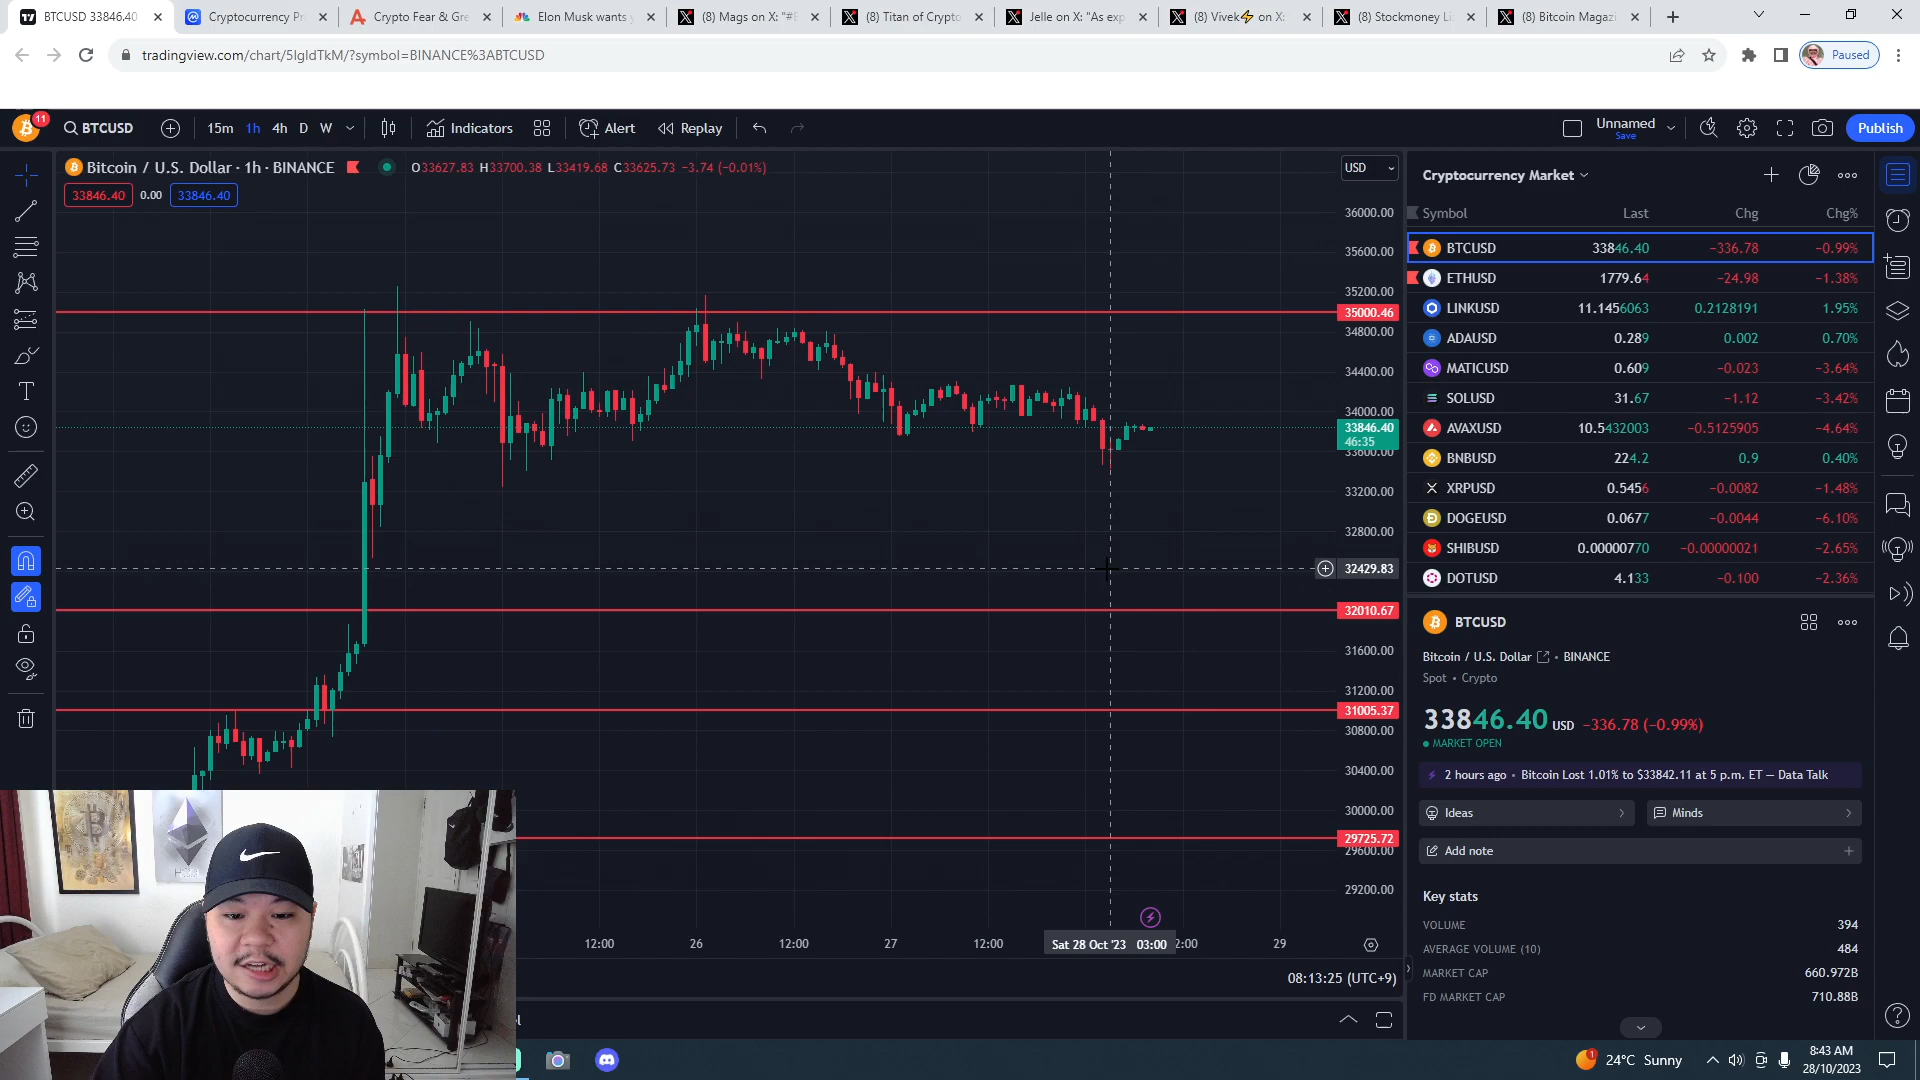 BTCUSD 33846.40
Cryptocurrency Pr
Crypto Fear & Gre
Elon Musk wants y
(8) Mags on X: "#B
(8) Titan of Crypto
Jelle on X: "As exp
(8) Vivek⚡ on X:
(8) Stockmoney Li
(8) Bitcoin Magazi
tradingview.com/chart/5IgIdTkM/?symbol=BINANCE%3ABTCUSD
Paused
11
BTCUSD
15m 1h 4h D W
Indicators
Alert
Replay
Unnamed
Save
Publish
Bitcoin / U.S. Dollar · 1h · BINANCE
O33627.83 H33700.38 L33419.68 C33625.73 −3.74 (−0.01%)
33846.40 0.00 33846.40
USD
36000.00
35600.00
35200.00
35000.46
34800.00
34400.00
34000.00
33846.40
46:35
33600.00
33200.00
32800.00
32429.83
32010.67
31600.00
31200.00
31005.37
30800.00
30400.00
30000.00
29725.72
29600.00
29200.00
12:00 26 12:00 27 12:00 Sat 28 Oct '23 03:00 2:00 29
08:13:25 (UTC+9)
Cryptocurrency Market
Symbol Last Chg Chg%
BTCUSD 33846.40 −336.78 −0.99%
ETHUSD 1779.64 −24.98 −1.38%
LINKUSD 11.1456063 0.2128191 1.95%
ADAUSD 0.289 0.002 0.70%
MATICUSD 0.609 −0.023 −3.64%
SOLUSD 31.67 −1.12 −3.42%
AVAXUSD 10.5432003 −0.5125905 −4.64%
BNBUSD 224.2 0.9 0.40%
XRPUSD 0.5456 −0.0082 −1.48%
DOGEUSD 0.0677 −0.0044 −6.10%
SHIBUSD 0.00000770 −0.00000021 −2.65%
DOTUSD 4.133 −0.100 −2.36%
BTCUSD
Bitcoin / U.S. Dollar • BINANCE
Spot • Crypto
33846.40 USD −336.78 (−0.99%)
MARKET OPEN
2 hours ago • Bitcoin Lost 1.01% to $33842.11 at 5 p.m. ET — Data Talk
Ideas
Minds
Add note
Key stats
VOLUME 394
AVERAGE VOLUME (10) 484
MARKET CAP 660.972B
FD MARKET CAP 710.88B
1
24°C Sunny
8:43 AM
28/10/2023